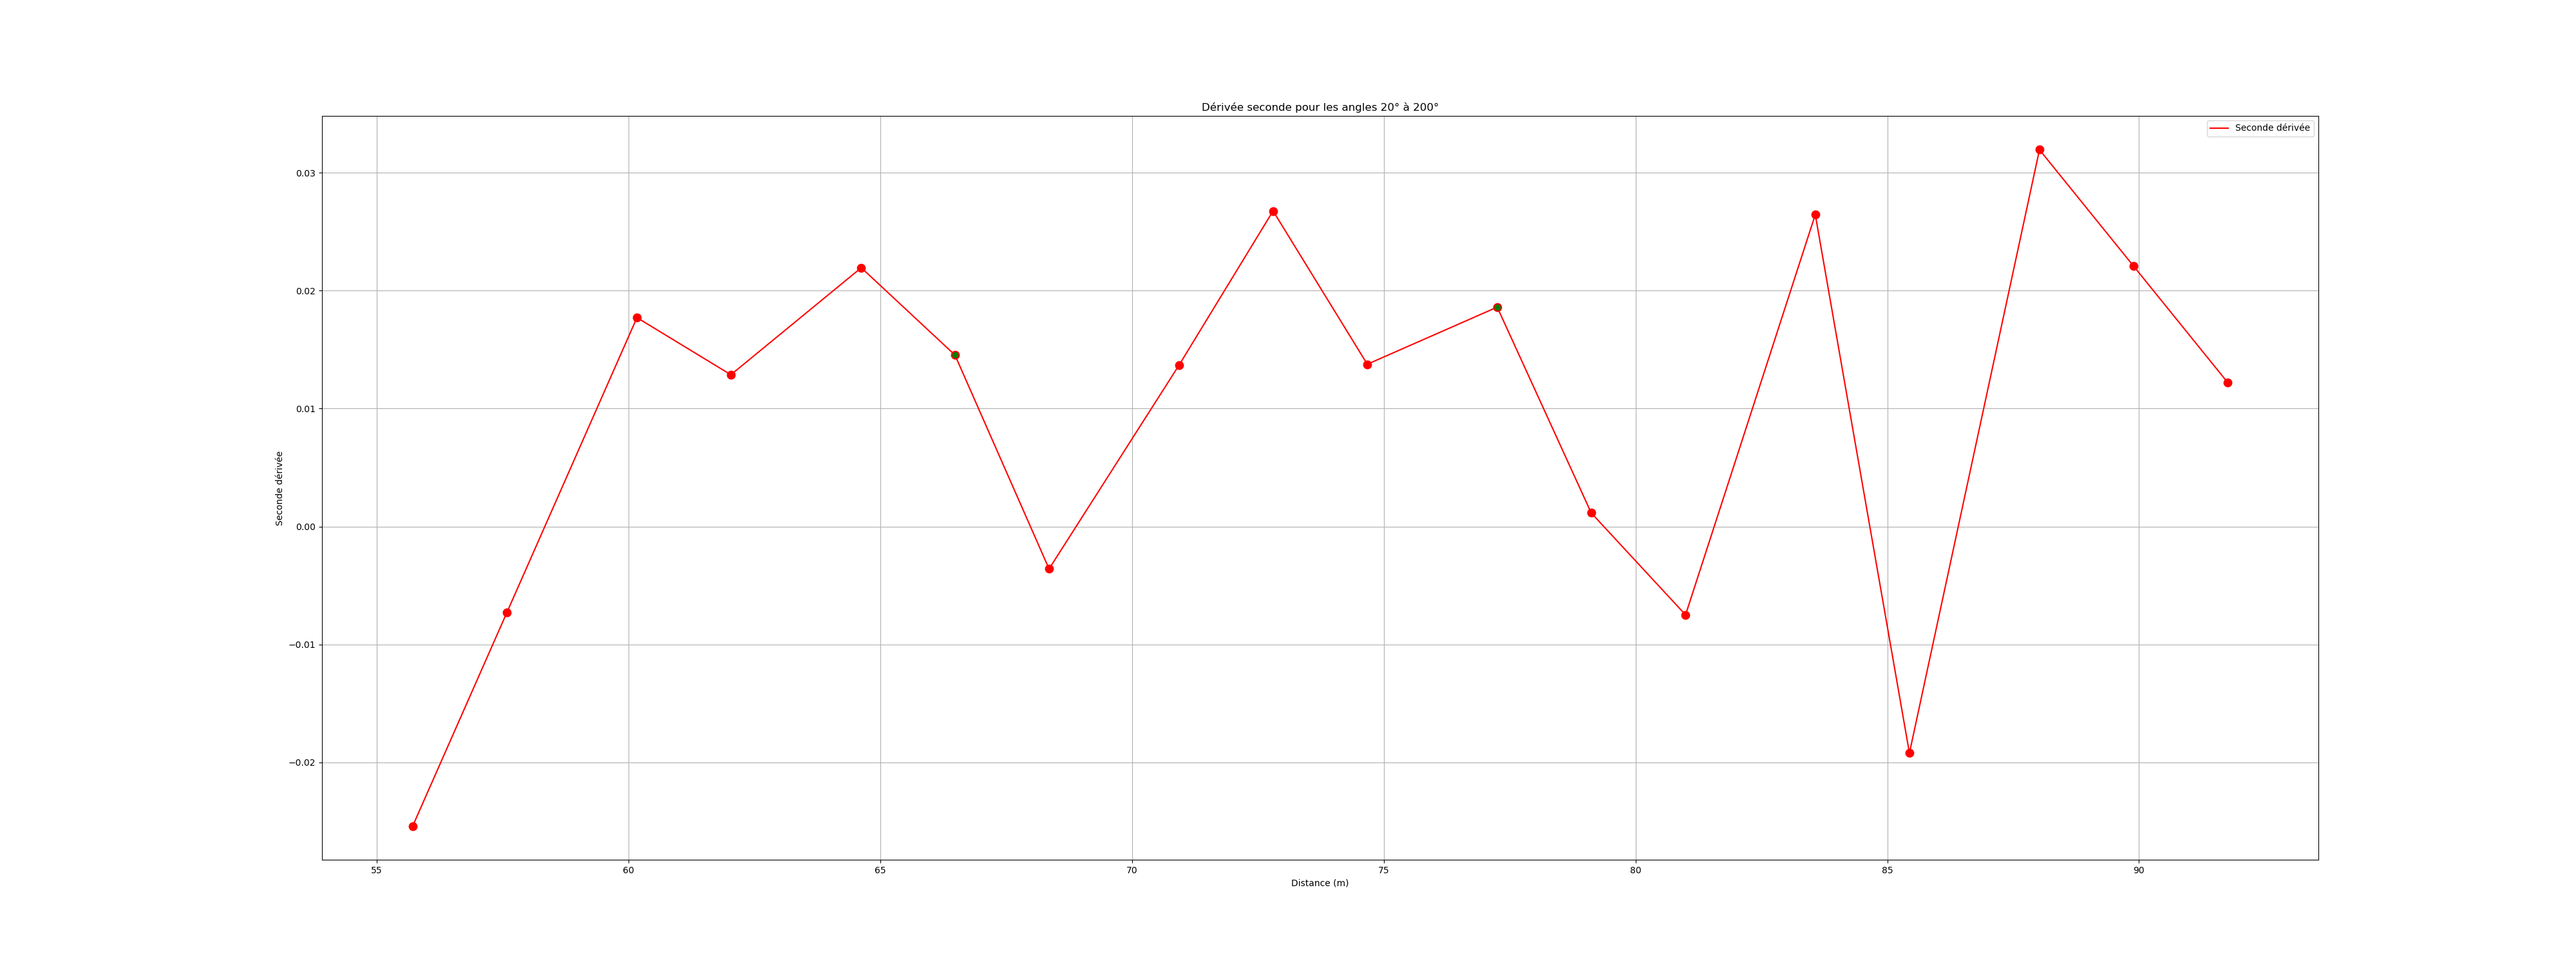 Dérivée seconde pour les angles 20° à 200°
Seconde dérivée
0.03
0.02
0.01
0.00
−0.01
−0.02
Seconde dérivée
55 60 65 70 75 80 85 90
Distance (m)